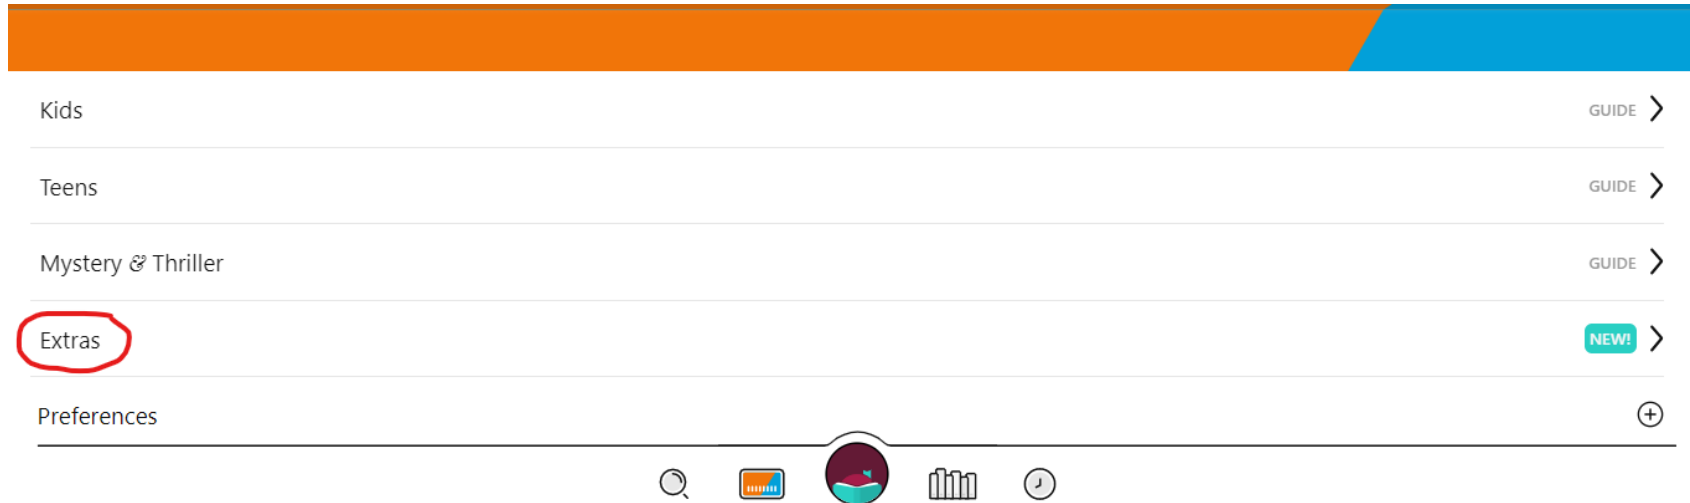 Kids GUIDE
Teens GUIDE
Mystery & Thriller GUIDE
Extras NEW!
Preferences